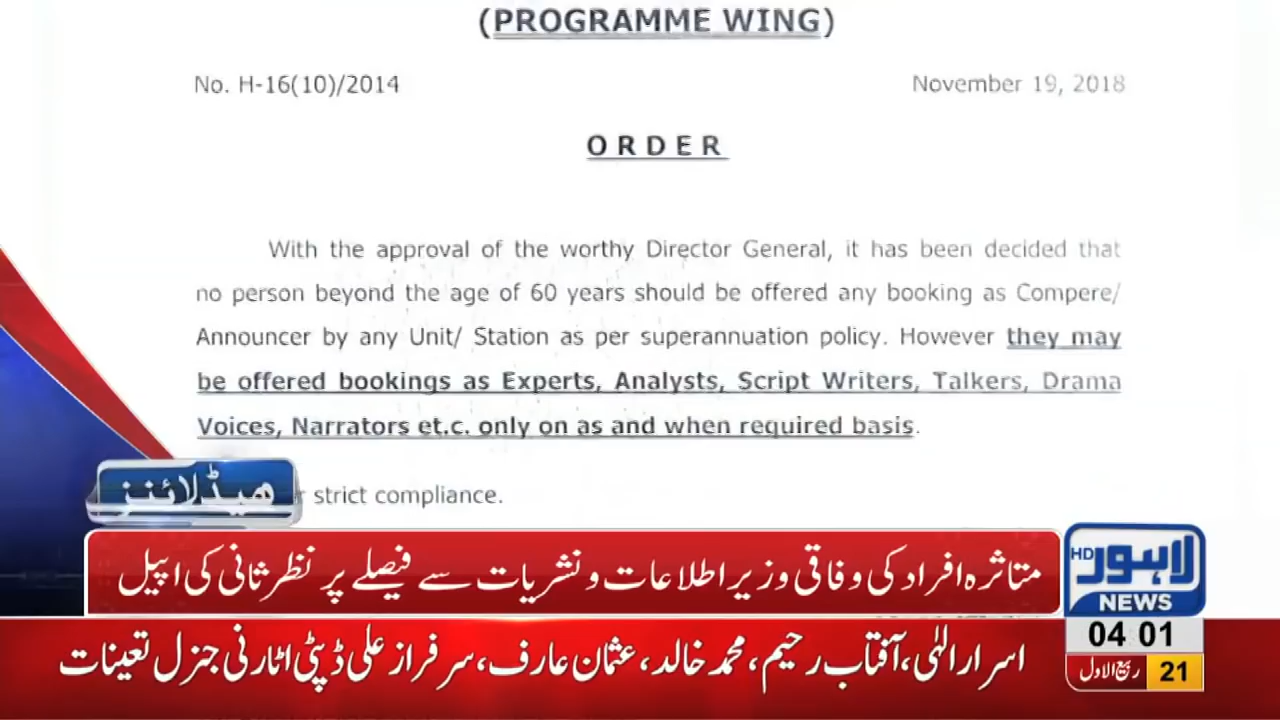 (PROGRAMME WING)
No. H-16(10)/2014
November 19, 2018
ORDER
With the approval of the worthy Director General, it has been decided that
no person beyond the age of 60 years should be offered any booking as Compere/
Announcer by any Unit/ Station as per superannuation policy. However they may
be offered bookings as Experts, Analysts, Script Writers, Talkers, Drama
Voices, Narrators et.c. only on as and when required basis.
strict compliance.
ہیڈلائنز
متاثرہ افراد کی وفاقی وزیر اطلاعات و نشریات سے فیصلے پر نظر ثانی کی اپیل
لاہور HD
NEWS
04 01
اسرار الٰہی، آفتاب رحیم، محمد خالد، عثمان عارف، سرفراز علی ڈپٹی اٹارنی جنرل تعینات
21 ربیع الاول